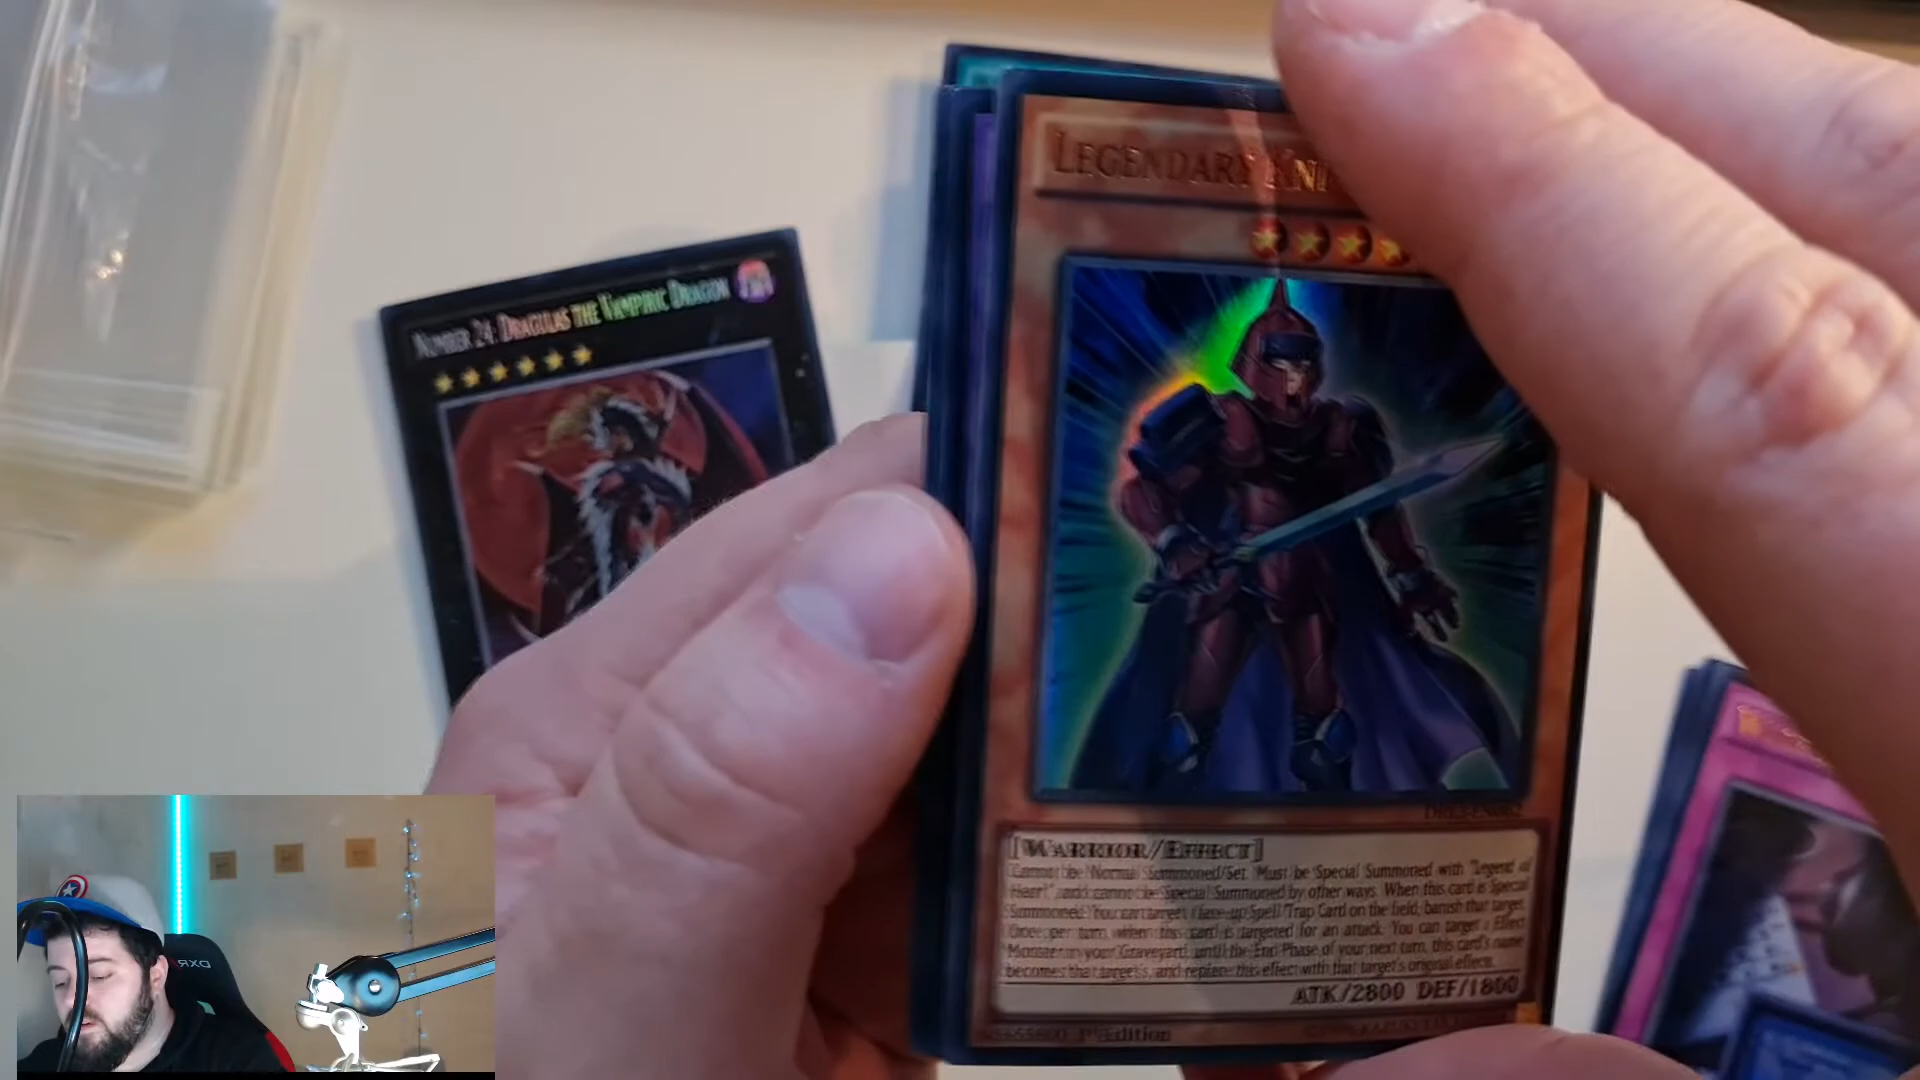 NUMBER 24: DRAGULAS THE VAMPIRIC DRAGON
LEGENDARY KNI
[WARRIOR/EFFECT]
Cannot be Normal Summoned/Set. Must be Special Summoned with "Legend of
Heart" and cannot be Special Summoned by other ways. When this card is Special
Summoned: You can target 1 face-up Spell/Trap Card on the field; banish that target.
Once per turn, when this card is targeted for an attack: You can target 1 Effect
Monster in your Graveyard; until the End Phase of your next turn, this card's name
becomes that target's, and replace this effect with that target's original effects.
ATK/2800 DEF/1800
1st Edition
DXR